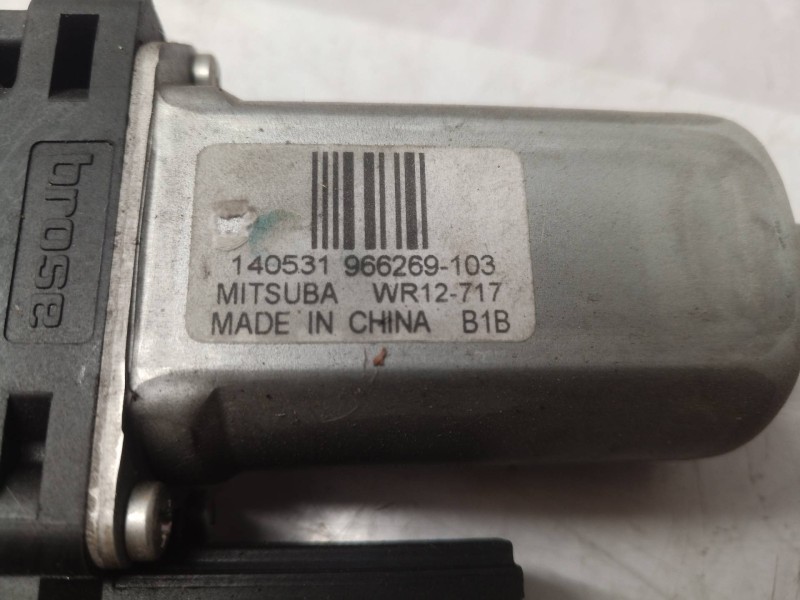 brose
140531 966269-103
MITSUBA WR12-717
MADE IN CHINA B1B